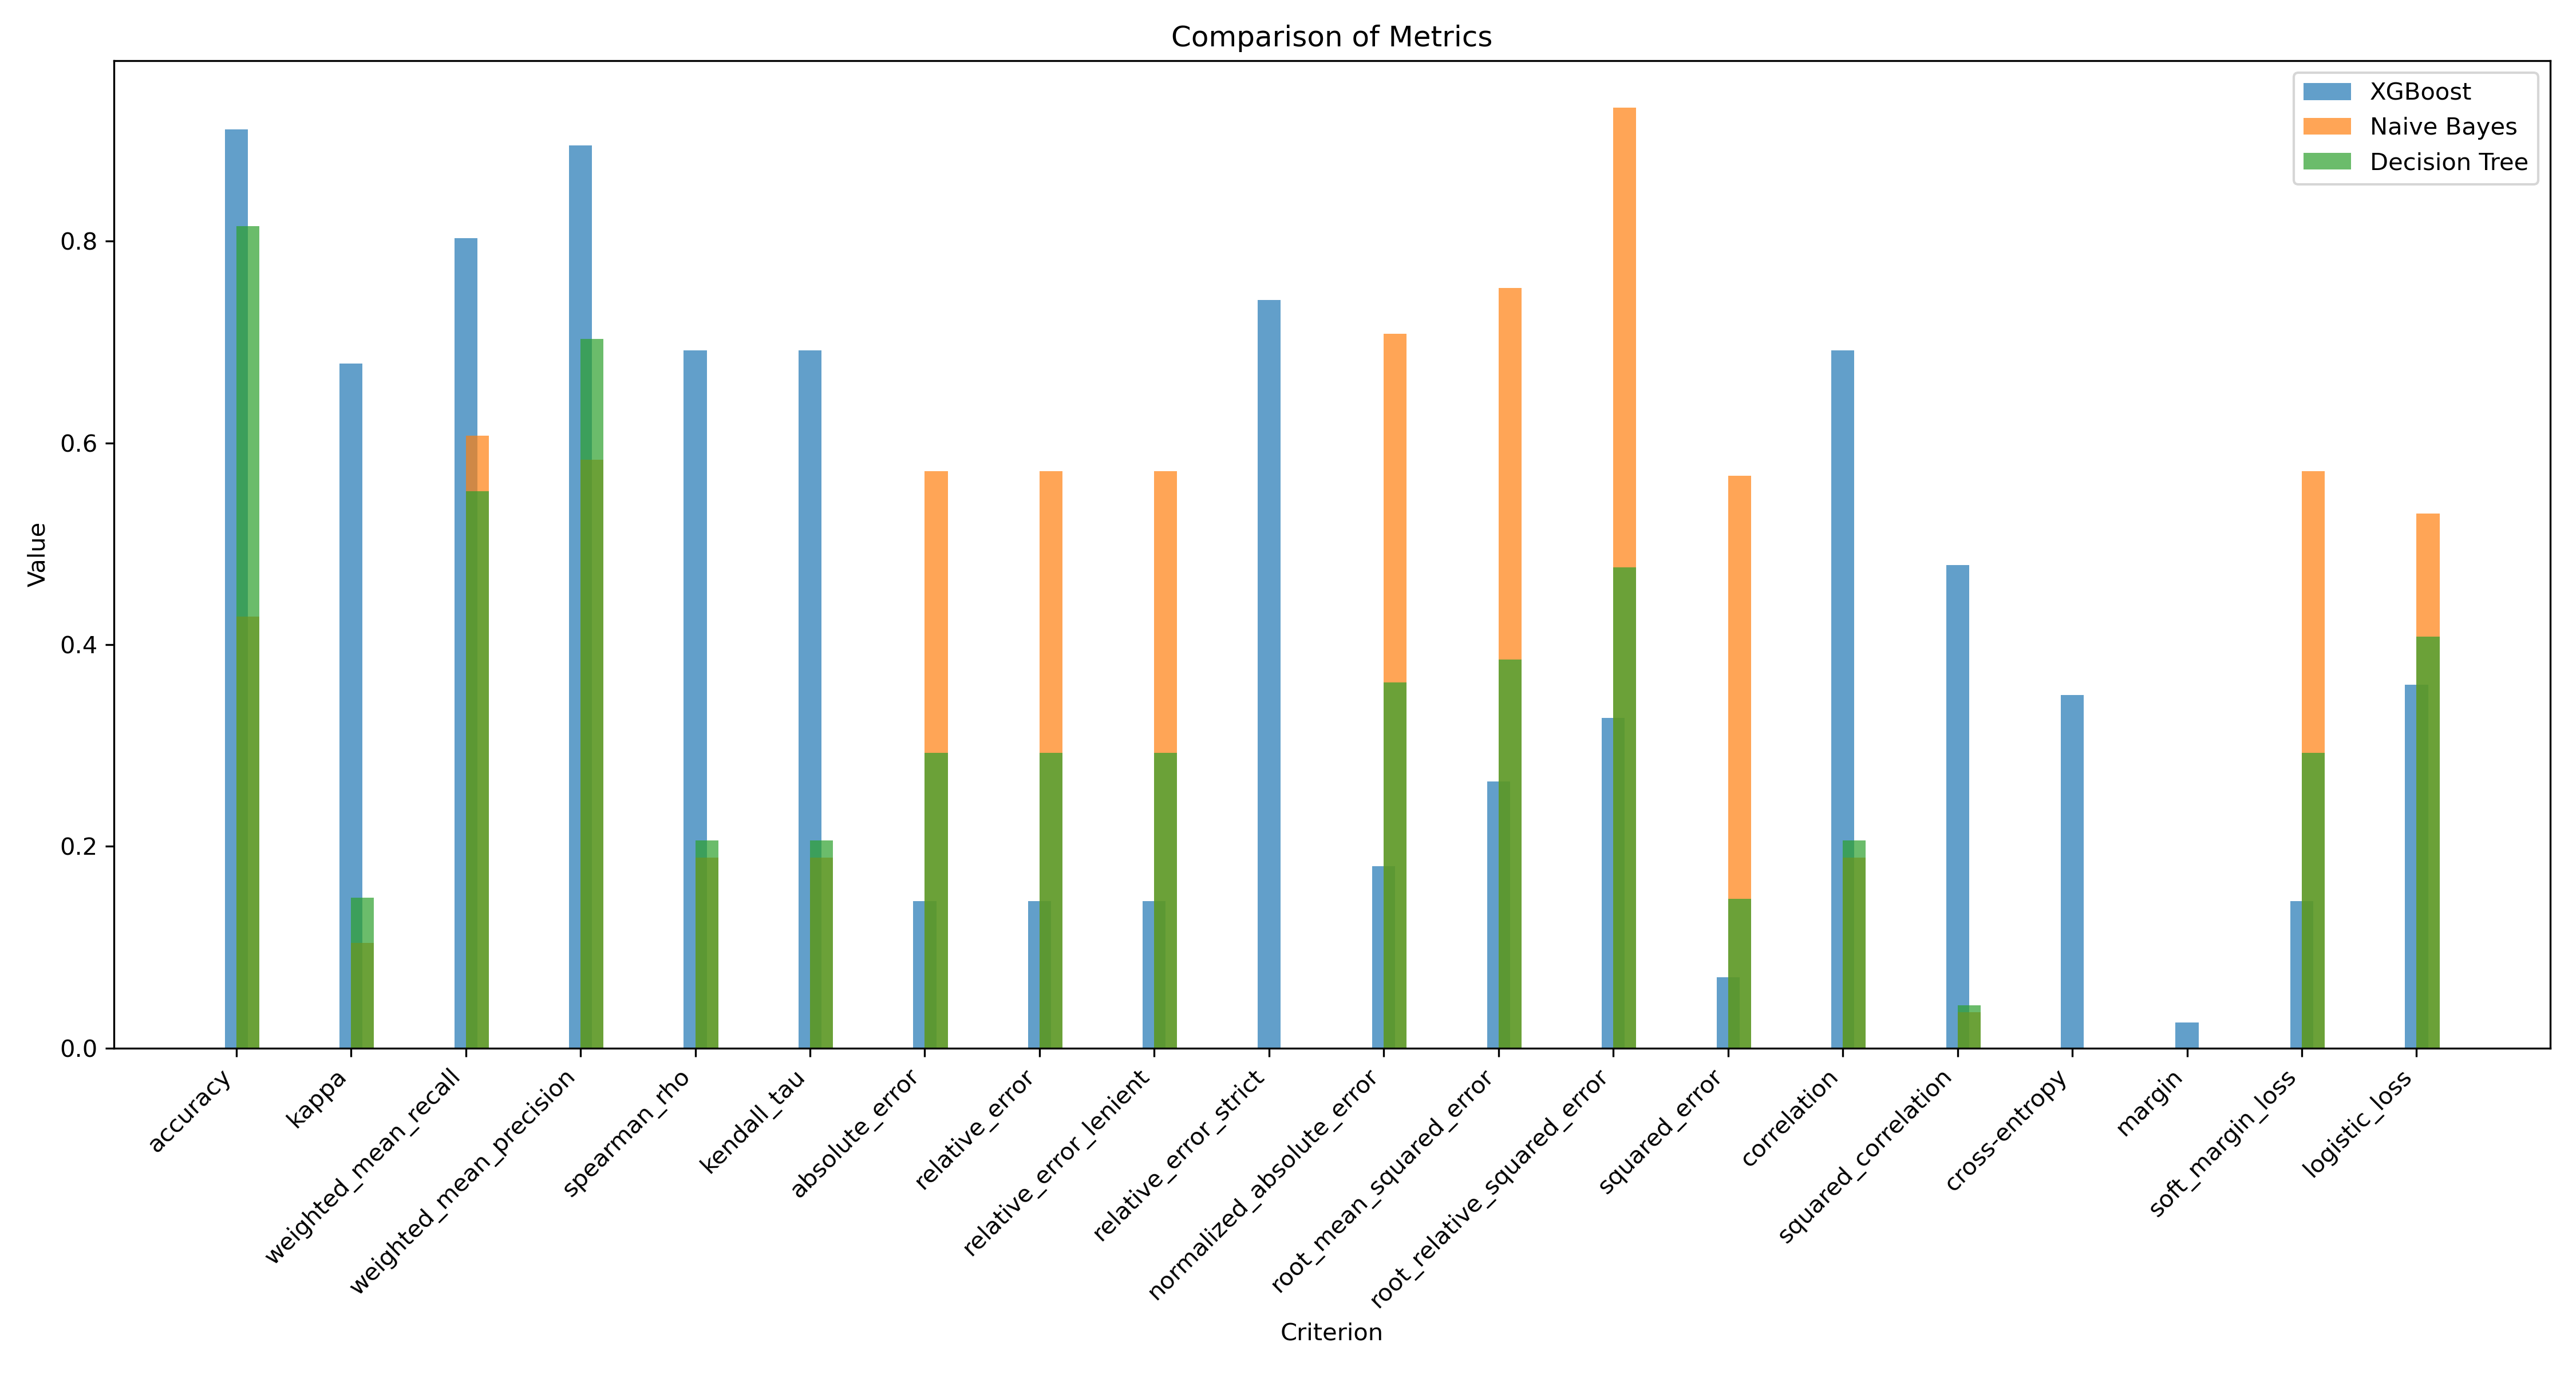 Comparison of Metrics
XGBoost
Naive Bayes
Decision Tree
Value
0.8
0.6
0.4
0.2
0.0
accuracy
kappa
weighted_mean_recall
weighted_mean_precision
spearman_rho
kendall_tau
absolute_error
relative_error
relative_error_lenient
relative_error_strict
normalized_absolute_error
root_mean_squared_error
root_relative_squared_error
squared_error
correlation
squared_correlation
cross-entropy
margin
soft_margin_loss
logistic_loss
Criterion